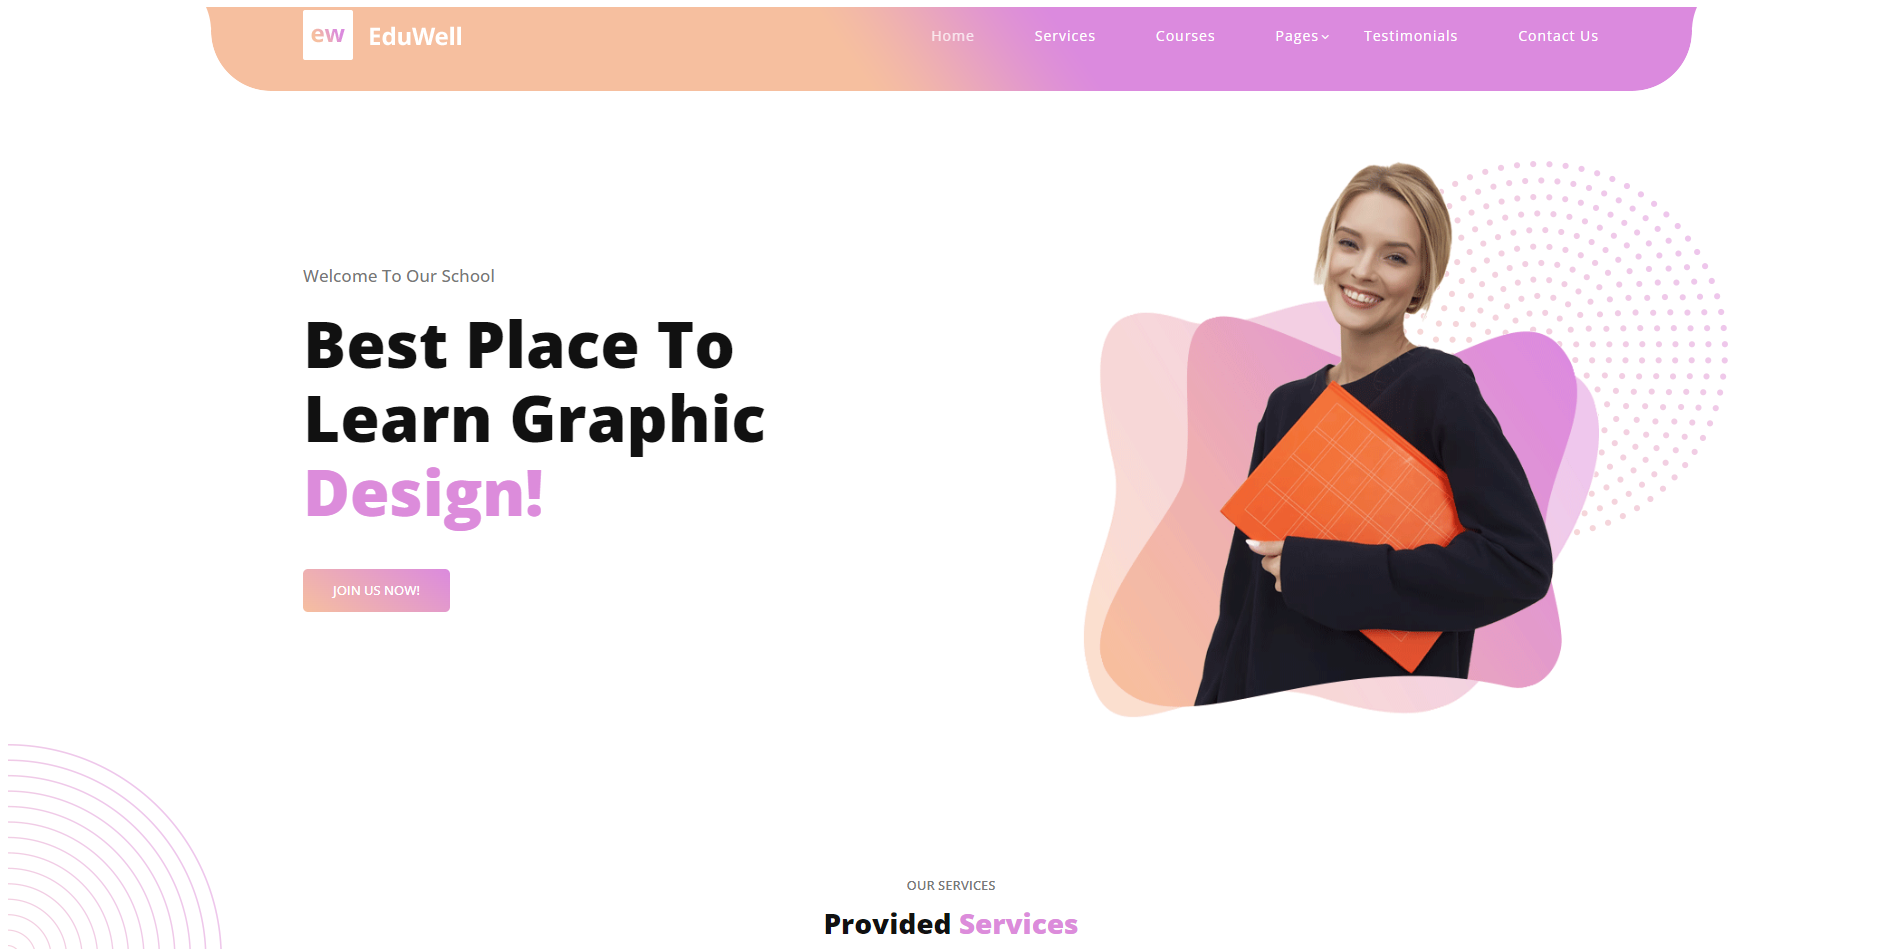 ew EduWell Home Services Courses Pages Testimonials Contact Us
Welcome To Our School
Best Place To
Learn Graphic
Design!
JOIN US NOW!
OUR SERVICES
Provided Services